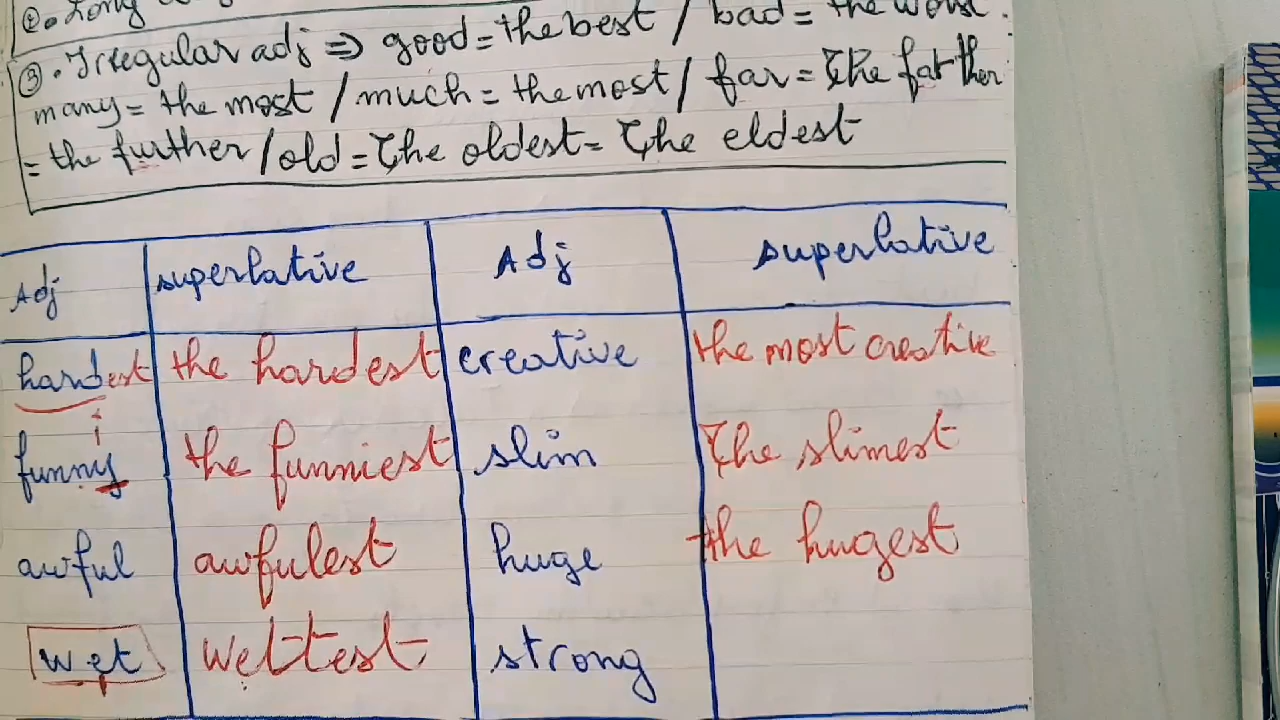 ②. Long
③. Irregular adj => good = the best / bad = the worst.
many = the most / much = the most / far = The farther
= the further / old = The oldest = The eldest
Adj superlative Adj superlative
hardest the hardest creative the most creative
i
funny the funniest slim The slimest
awful awfulest huge the hugest
wet wettest strong